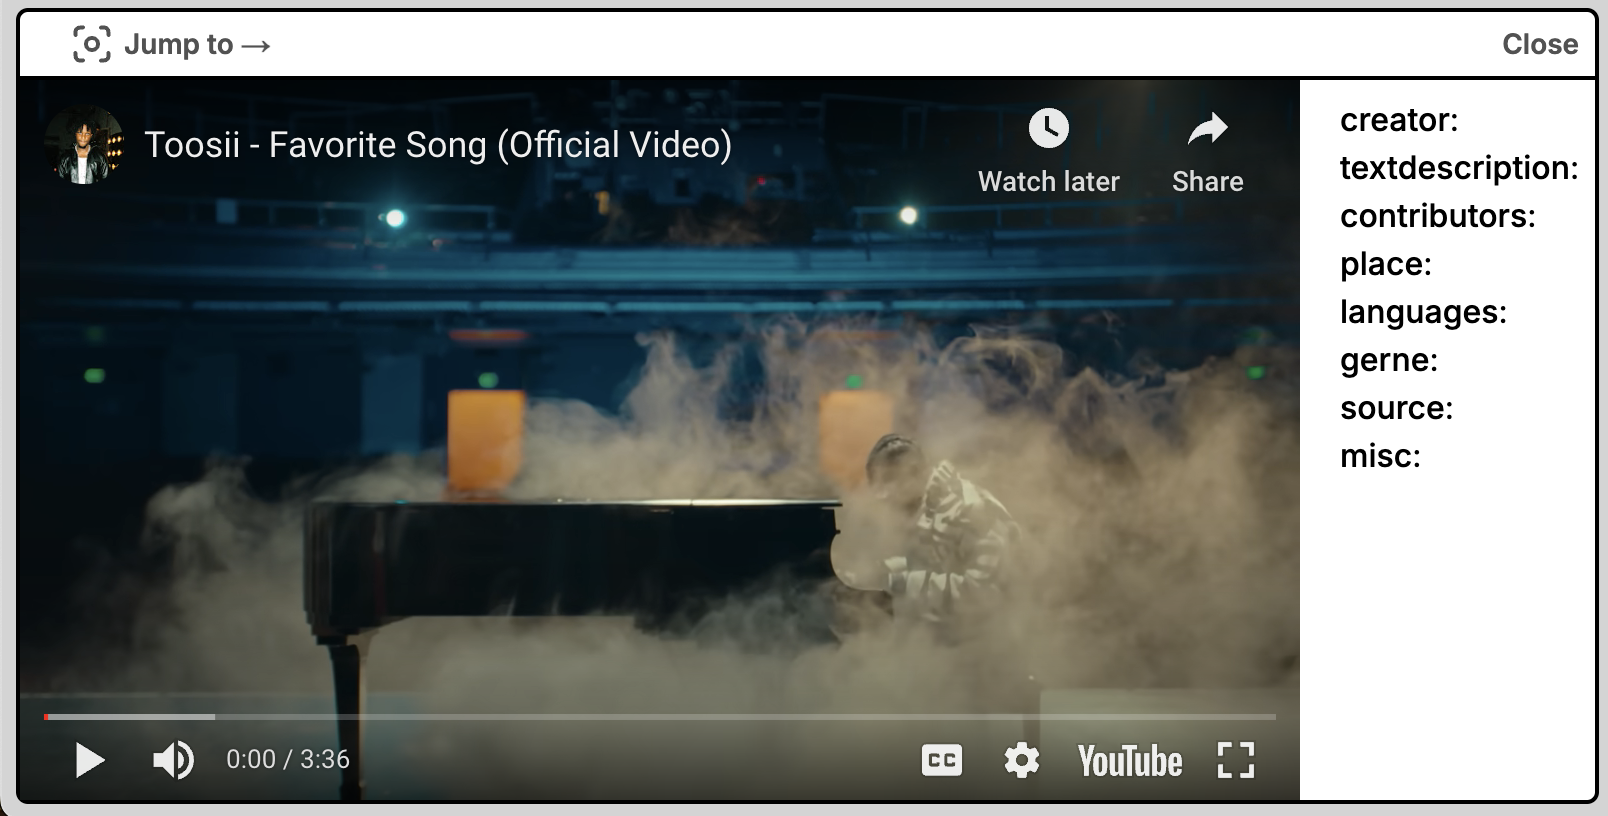 Jump to →
Close
Toosii - Favorite Song (Official Video)
Watch later
Share
creator:
textdescription:
contributors:
place:
languages:
gerne:
source:
misc:
0:00 / 3:36
CC
YouTube